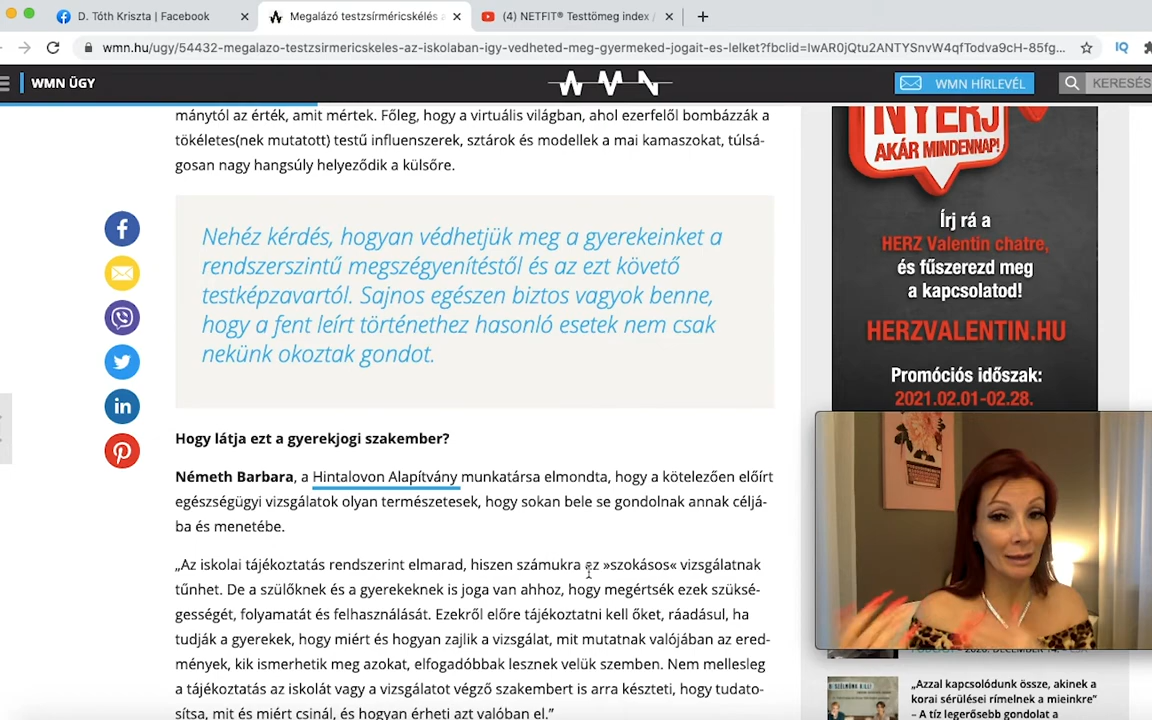 D. Tóth Kriszta | Facebook
Megalázó testzsírméricskélés
(4) NETFIT® Testtömeg index /
wmn.hu/ugy/54432-megalazo-testzsirmericskeles-az-iskolaban-igy-vedheted-meg-gyermeked-jogait-es-lelket?fbclid=IwAR0jQtu2ANTYSnvW4qfTodva9cH-85fg...
IQ
WMN ÜGY
WMN
WMN HÍRLEVÉL
KERESÉS
mánytól az érték, amit mértek. Főleg, hogy a virtuális világban, ahol ezerfelől bombázzák a
tökéletes(nek mutatott) testű influenszerek, sztárok és modellek a mai kamaszokat, túlsá-
gosan nagy hangsúly helyeződik a külsőre.
Nehéz kérdés, hogyan védhetjük meg a gyerekeinket a
rendszerszintű megszégyenítéstől és az ezt követő
testképzavartól. Sajnos egészen biztos vagyok benne,
hogy a fent leírt történethez hasonló esetek nem csak
nekünk okoztak gondot.
Hogy látja ezt a gyerekjogi szakember?
Németh Barbara, a Hintalovon Alapítvány munkatársa elmondta, hogy a kötelezően előírt
egészségügyi vizsgálatok olyan természetesek, hogy sokan bele se gondolnak annak céljá-
ba és menetébe.
„Az iskolai tájékoztatás rendszerint elmarad, hiszen számukra ez »szokásos« vizsgálatnak
tűnhet. De a szülőknek és a gyerekeknek is joga van ahhoz, hogy megértsék ezek szüksé-
gességét, folyamatát és felhasználását. Ezekről előre tájékoztatni kell őket, ráadásul, ha
tudják a gyerekek, hogy miért és hogyan zajlik a vizsgálat, mit mutatnak valójában az ered-
mények, kik ismerhetik meg azokat, elfogadóbbak lesznek velük szemben. Nem mellesleg
a tájékoztatás az iskolát vagy a vizsgálatot végző szakembert is arra készteti, hogy tudato-
sítsa, mit és miért csinál, és hogyan érheti azt valóban el.”
NYERJ
AKÁR MINDENNAP!
Írj rá a
HERZ Valentin chatre,
és fűszerezd meg
a kapcsolatod!
HERZVALENTIN.HU
Promóciós időszak:
2021.02.01-02.28.
„Azzal kapcsolódunk össze, akinek a
korai sérülései rímelnek a mieinkre”
– A tíz legerősebb gondolat a